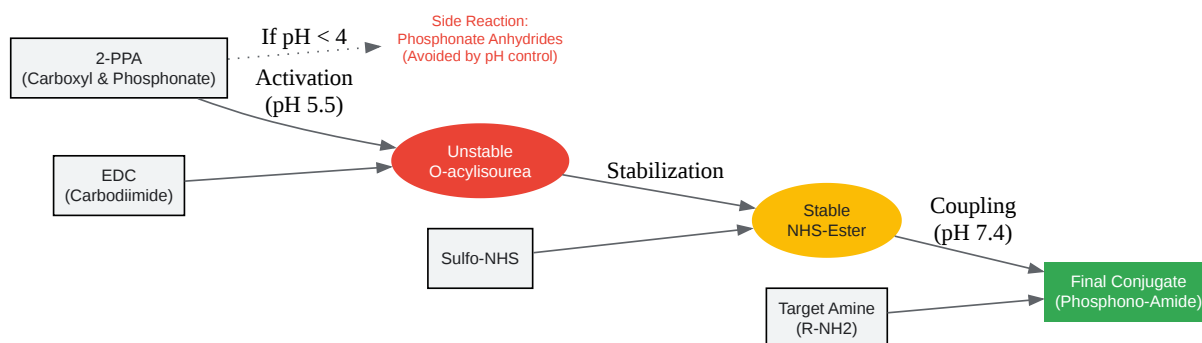 Side Reaction:
Phosphonate Anhydrides
(Avoided by pH control)
If pH < 4
2-PPA
(Carboxyl & Phosphonate)
Activation
(pH 5.5)
EDC
(Carbodiimide)
Unstable
O-acylisourea
Stabilization
Sulfo-NHS
Stable
NHS-Ester
Coupling
(pH 7.4)
Target Amine
(R-NH2)
Final Conjugate
(Phosphono-Amide)